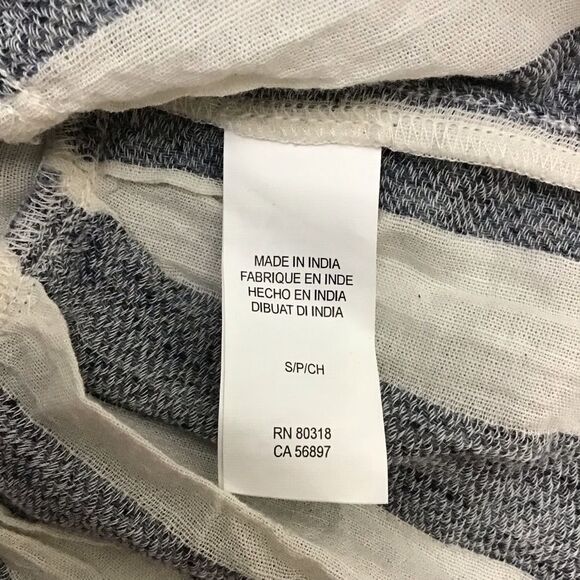 MADE IN INDIA
FABRIQUE EN INDE
HECHO EN INDIA
DIBUAT DI INDIA
S/P/CH
RN 80318
CA 56897